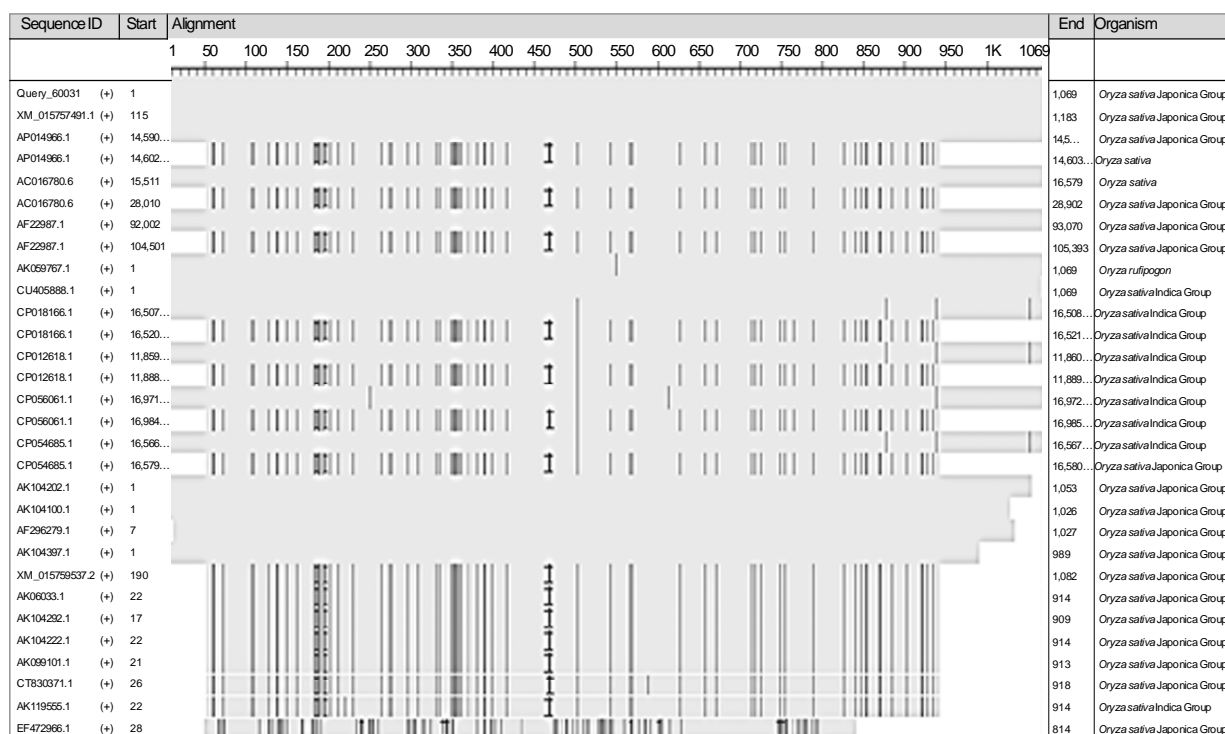 Sequence ID Start Alignment End Organism
1 50 100 150 200 250 300 350 400 450 500 550 600 650 700 750 800 850 900 950 1K 1069
Query_60031 (+) 1 1,069 Oryza sativa Japonica Group
XM_015757491.1 (+) 115 1,183 Oryza sativa Japonica Group
AP014966.1 (+) 14,590... 14,5... Oryza sativa Japonica Group
AP014966.1 (+) 14,602... 14,603... Oryza sativa
AC016780.6 (+) 15,511 16,579 Oryza sativa
AC016780.6 (+) 28,010 28,902 Oryza sativa Japonica Group
AF22987.1 (+) 92,002 93,070 Oryza sativa Japonica Group
AF22987.1 (+) 104,501 105,393 Oryza sativa Japonica Group
AK059767.1 (+) 1 1,069 Oryza rufipogon
CU405888.1 (+) 1 1,069 Oryza sativa Indica Group
CP018166.1 (+) 16,507... 16,508... Oryza sativa Indica Group
CP018166.1 (+) 16,520... 16,521... Oryza sativa Indica Group
CP012618.1 (+) 11,859... 11,860... Oryza sativa Indica Group
CP012618.1 (+) 11,888... 11,889... Oryza sativa Indica Group
CP056061.1 (+) 16,971... 16,972... Oryza sativa Indica Group
CP056061.1 (+) 16,984... 16,985... Oryza sativa Indica Group
CP054685.1 (+) 16,566... 16,567... Oryza sativa Indica Group
CP054685.1 (+) 16,579... 16,580... Oryza sativa Japonica Group
AK104202.1 (+) 1 1,053 Oryza sativa Japonica Group
AK104100.1 (+) 1 1,026 Oryza sativa Japonica Group
AF296279.1 (+) 7 1,027 Oryza sativa Japonica Group
AK104397.1 (+) 1 989 Oryza sativa Japonica Group
XM_015759537.2 (+) 190 1,082 Oryza sativa Japonica Group
AK06033.1 (+) 22 914 Oryza sativa Japonica Group
AK104292.1 (+) 17 909 Oryza sativa Japonica Group
AK104222.1 (+) 22 914 Oryza sativa Japonica Group
AK099101.1 (+) 21 913 Oryza sativa Japonica Group
CT830371.1 (+) 26 918 Oryza sativa Japonica Group
AK119555.1 (+) 22 914 Oryza sativa Indica Group
EF472966.1 (+) 28 814 Oryza sativa Japonica Group